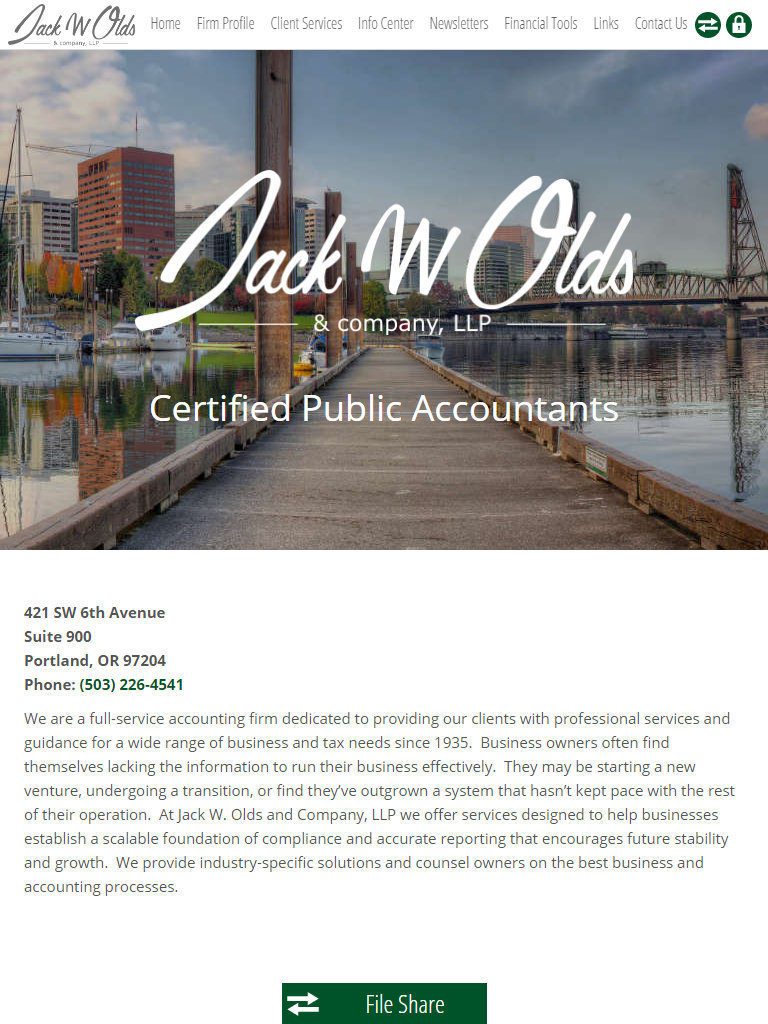 Jack W Olds
& company, LLP
Home Firm Profile Client Services Info Center Newsletters Financial Tools Links Contact Us
Jack W Olds
& company, LLP
Certified Public Accountants
421 SW 6th Avenue
Suite 900
Portland, OR 97204
Phone: (503) 226-4541
We are a full-service accounting firm dedicated to providing our clients with professional services and
guidance for a wide range of business and tax needs since 1935.  Business owners often find
themselves lacking the information to run their business effectively.  They may be starting a new
venture, undergoing a transition, or find they’ve outgrown a system that hasn’t kept pace with the rest
of their operation.  At Jack W. Olds and Company, LLP we offer services designed to help businesses
establish a scalable foundation of compliance and accurate reporting that encourages future stability
and growth.  We provide industry-specific solutions and counsel owners on the best business and
accounting processes.
File Share